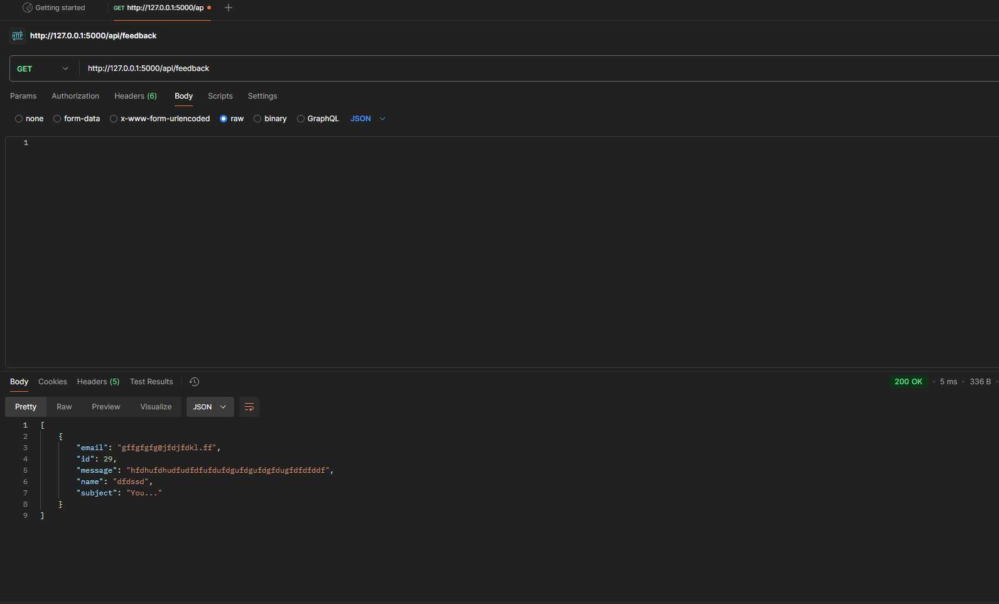 Getting started GET http://127.0.0.1:5000/ap
HTTP http://127.0.0.1:5000/api/feedback
GET http://127.0.0.1:5000/api/feedback
Params Authorization Headers (6) Body Scripts Settings
none form-data x-www-form-urlencoded raw binary GraphQL JSON
1
Body Cookies Headers (5) Test Results 200 OK 5 ms 336 B
Pretty Raw Preview Visualize JSON
1 [
2 {
3 "email": "gffgfgfg@jfdjfdkl.ff",
4 "id": 29,
5 "message": "hfdhufdhudfudfdfufdufdgufdgufdgfdugfdfdfddf",
6 "name": "dfdssd",
7 "subject": "You..."
8 }
9 ]